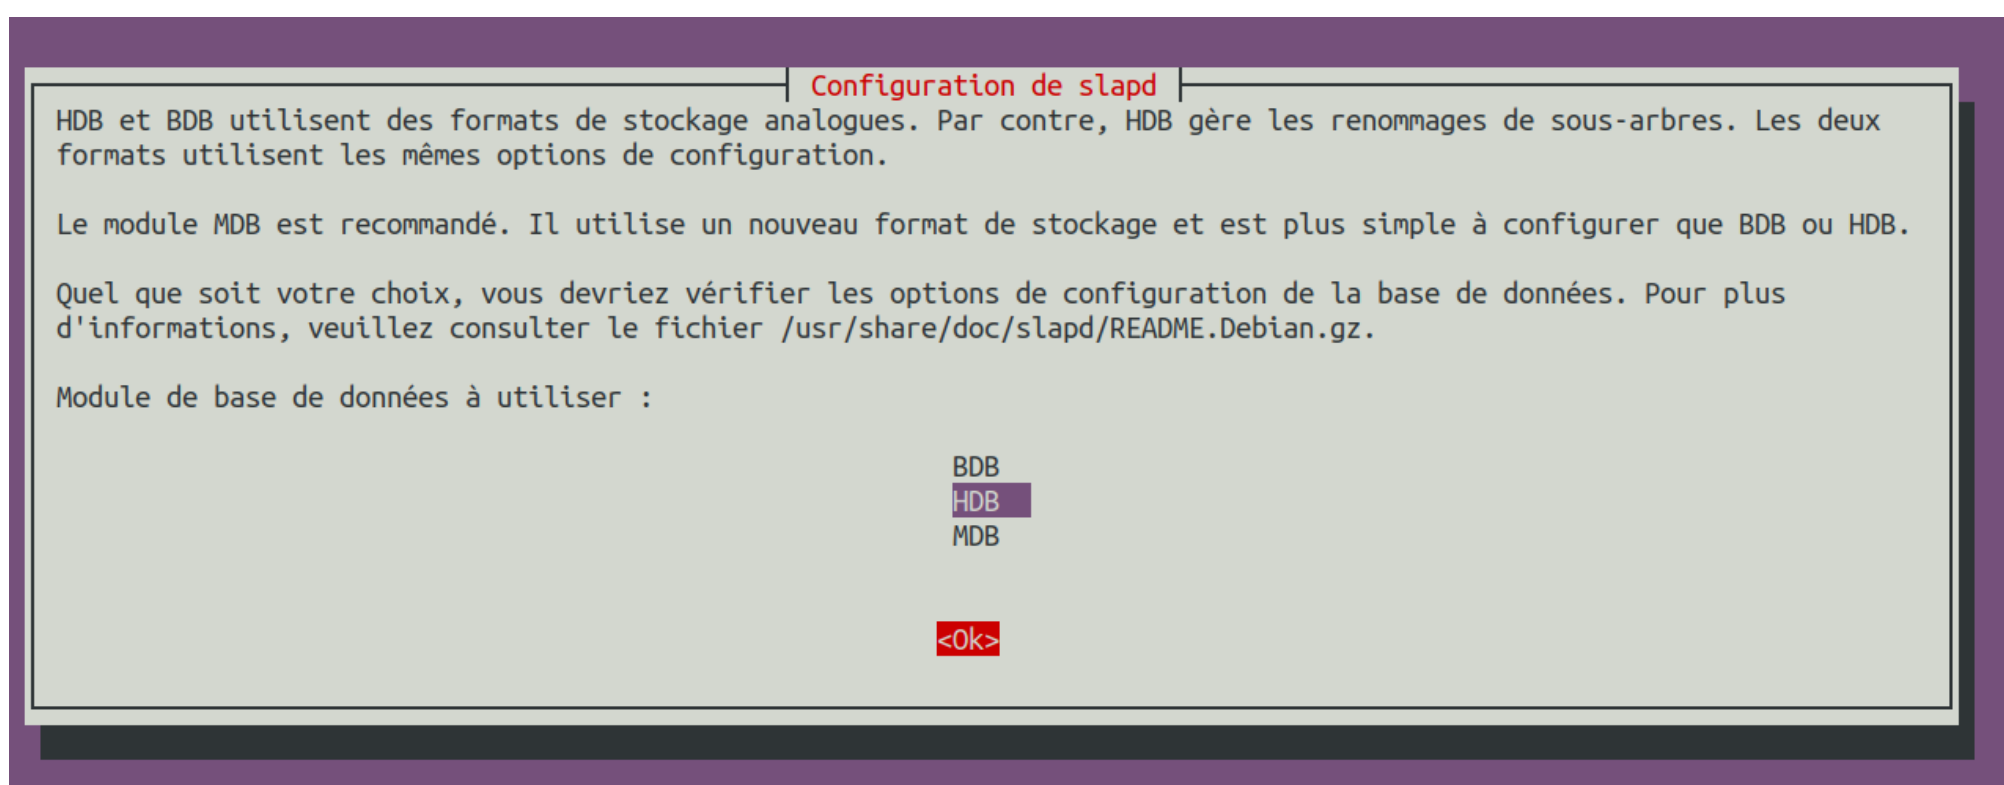 Configuration de slapd
HDB et BDB utilisent des formats de stockage analogues. Par contre, HDB gère les renommages de sous-arbres. Les deux
formats utilisent les mêmes options de configuration.
Le module MDB est recommandé. Il utilise un nouveau format de stockage et est plus simple à configurer que BDB ou HDB.
Quel que soit votre choix, vous devriez vérifier les options de configuration de la base de données. Pour plus
d'informations, veuillez consulter le fichier /usr/share/doc/slapd/README.Debian.gz.
Module de base de données à utiliser :
BDB
HDB
MDB
<Ok>